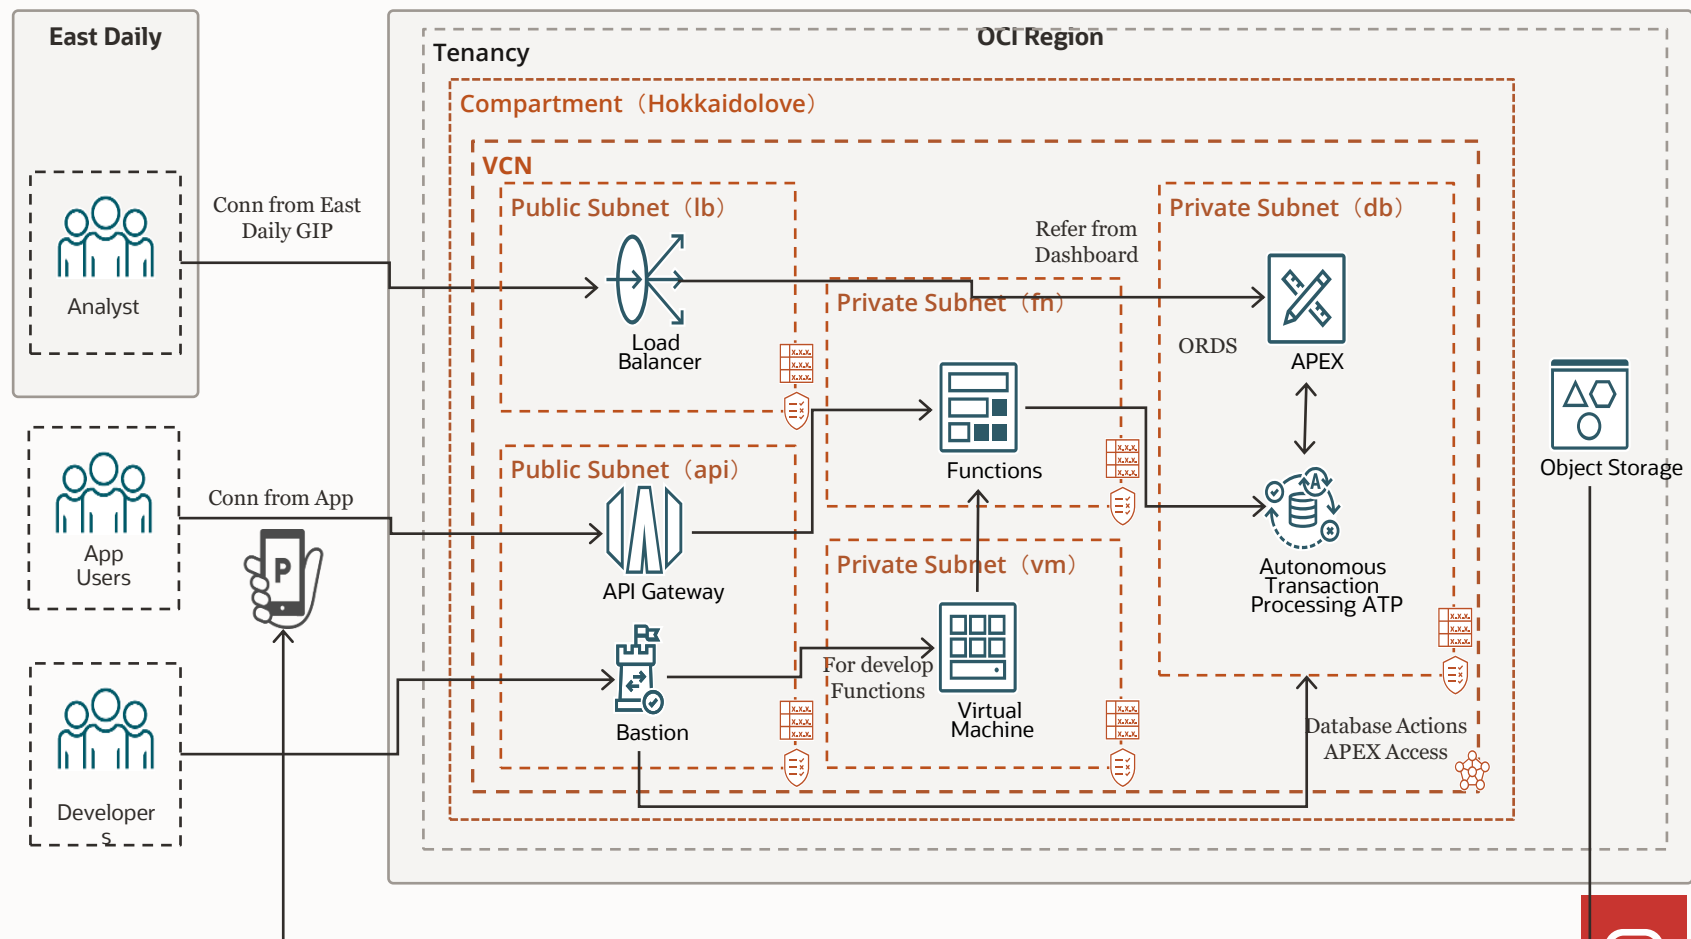 East Daily
OCI Region
Tenancy
Compartment（Hokkaidolove）
VCN
Public Subnet（lb）
Private Subnet（db）
Conn from East
Daily GIP
Refer from
Dashboard
Analyst
Private Subnet（fn）
Load
Balancer
ORDS
APEX
Functions
Object Storage
Public Subnet（api）
Conn from App
App
Users
P
API Gateway
Private Subnet（vm）
Autonomous
Transaction
Processing ATP
For develop
Functions
Virtual
Machine
Bastion
Database Actions
APEX Access
Developer
s